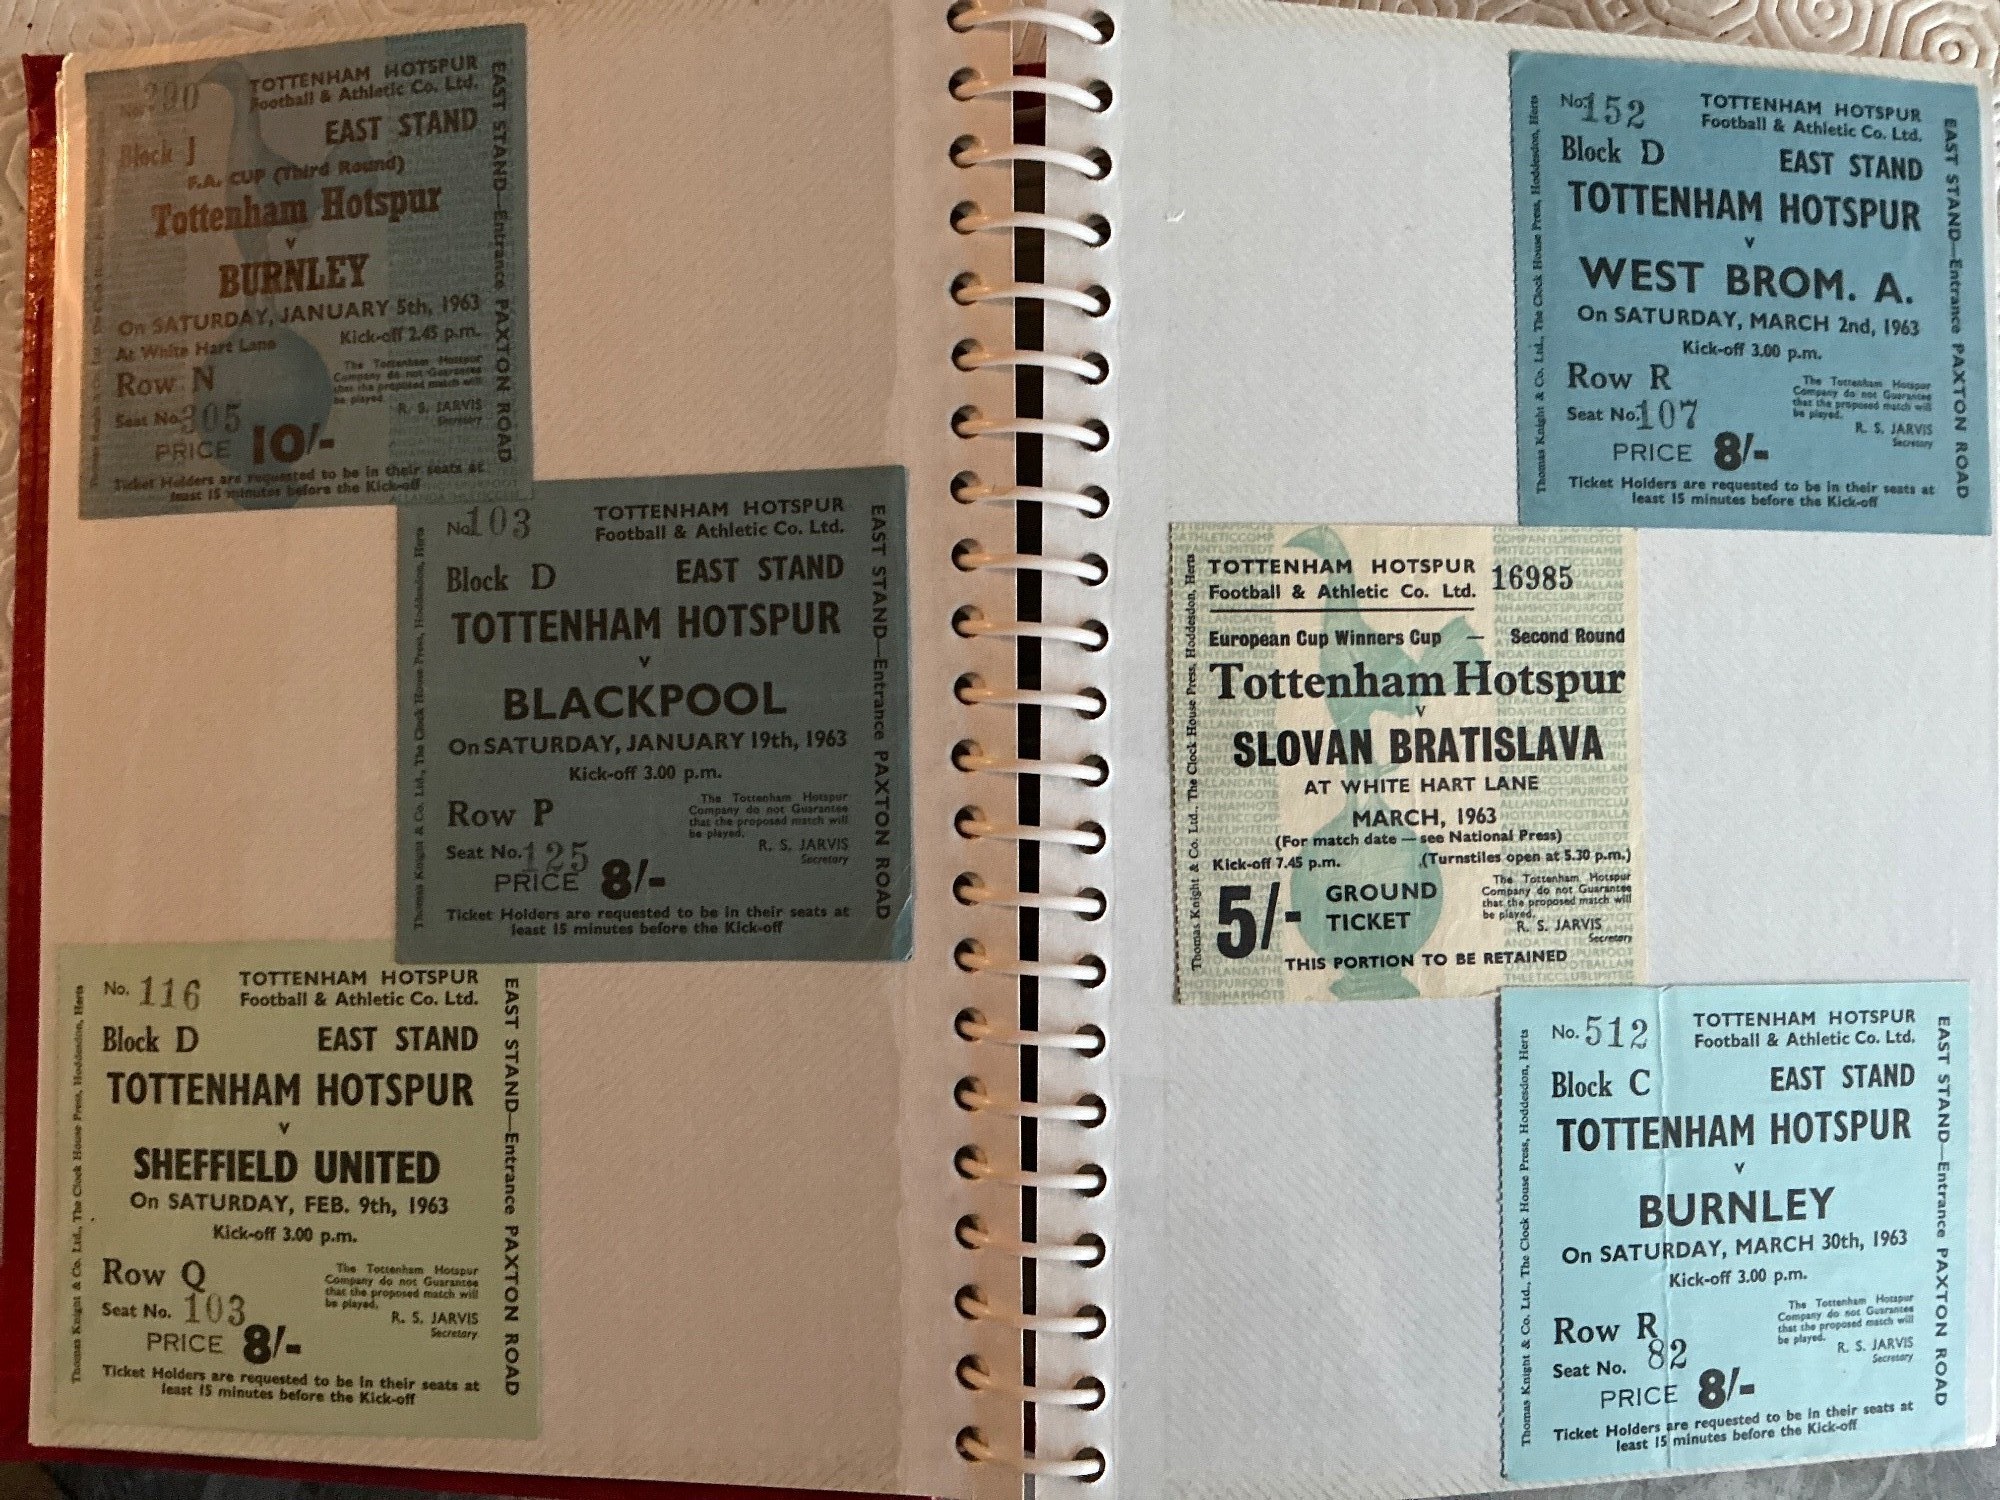 No. 290
TOTTENHAM HOTSPUR
Football & Athletic Co. Ltd.
Block J
EAST STAND
F.A. CUP (Third Round)
Tottenham Hotspur
v
BURNLEY
On SATURDAY, JANUARY 5th, 1963
At White Hart Lane
Kick-off 2.45 p.m.
Row N
Seat No. 305
The Tottenham Hotspur
Company do not Guarantee
that the proposed match will
be played.
R. S. JARVIS
Secretary
PRICE 10/-
Ticket Holders are requested to be in their seats at
least 15 minutes before the Kick-off
EAST STAND—Entrance PAXTON ROAD
No. 103
TOTTENHAM HOTSPUR
Football & Athletic Co. Ltd.
Block D
EAST STAND
TOTTENHAM HOTSPUR
v
BLACKPOOL
On SATURDAY, JANUARY 19th, 1963
Kick-off 3.00 p.m.
Row P
Seat No. 125
The Tottenham Hotspur
Company do not Guarantee
that the proposed match will
be played.
R. S. JARVIS
Secretary
PRICE 8/-
Ticket Holders are requested to be in their seats at
least 15 minutes before the Kick-off
EAST STAND—Entrance PAXTON ROAD
Thomas Knight & Co. Ltd., The Clock House Press, Hoddesdon, Herts
No. 116
TOTTENHAM HOTSPUR
Football & Athletic Co. Ltd.
Block D
EAST STAND
TOTTENHAM HOTSPUR
v
SHEFFIELD UNITED
On SATURDAY, FEB. 9th, 1963
Kick-off 3.00 p.m.
Row Q
Seat No. 103
The Tottenham Hotspur
Company do not Guarantee
that the proposed match will
be played.
R. S. JARVIS
Secretary
PRICE 8/-
Ticket Holders are requested to be in their seats at
least 15 minutes before the Kick-off
EAST STAND—Entrance PAXTON ROAD
Thomas Knight & Co. Ltd., The Clock House Press, Hoddesdon, Herts
No. 152
TOTTENHAM HOTSPUR
Football & Athletic Co. Ltd.
Block D
EAST STAND
TOTTENHAM HOTSPUR
v
WEST BROM. A.
On SATURDAY, MARCH 2nd, 1963
Kick-off 3.00 p.m.
Row R
Seat No. 107
The Tottenham Hotspur
Company do not Guarantee
that the proposed match will
be played.
R. S. JARVIS
Secretary
PRICE 8/-
Ticket Holders are requested to be in their seats at
least 15 minutes before the Kick-off
EAST STAND—Entrance PAXTON ROAD
Thomas Knight & Co. Ltd., The Clock House Press, Hoddesdon, Herts
TOTTENHAM HOTSPUR
Football & Athletic Co. Ltd.
16985
European Cup Winners Cup — Second Round
Tottenham Hotspur
v
SLOVAN BRATISLAVA
AT WHITE HART LANE
MARCH, 1963
(For match date — see National Press)
Kick-off 7.45 p.m. (Turnstiles open at 5.30 p.m.)
5/- GROUND
TICKET
The Tottenham Hotspur
Company do not Guarantee
that the proposed match will
be played.
R. S. JARVIS
Secretary
THIS PORTION TO BE RETAINED
Thomas Knight & Co. Ltd., The Clock House Press, Hoddesdon, Herts
No. 512
TOTTENHAM HOTSPUR
Football & Athletic Co. Ltd.
Block C
EAST STAND
TOTTENHAM HOTSPUR
v
BURNLEY
On SATURDAY, MARCH 30th, 1963
Kick-off 3.00 p.m.
Row R
Seat No. 82
The Tottenham Hotspur
Company do not Guarantee
that the proposed match will
be played.
R. S. JARVIS
Secretary
PRICE 8/-
Ticket Holders are requested to be in their seats at
least 15 minutes before the Kick-off
EAST STAND—Entrance PAXTON ROAD
Thomas Knight & Co. Ltd., The Clock House Press, Hoddesdon, Herts